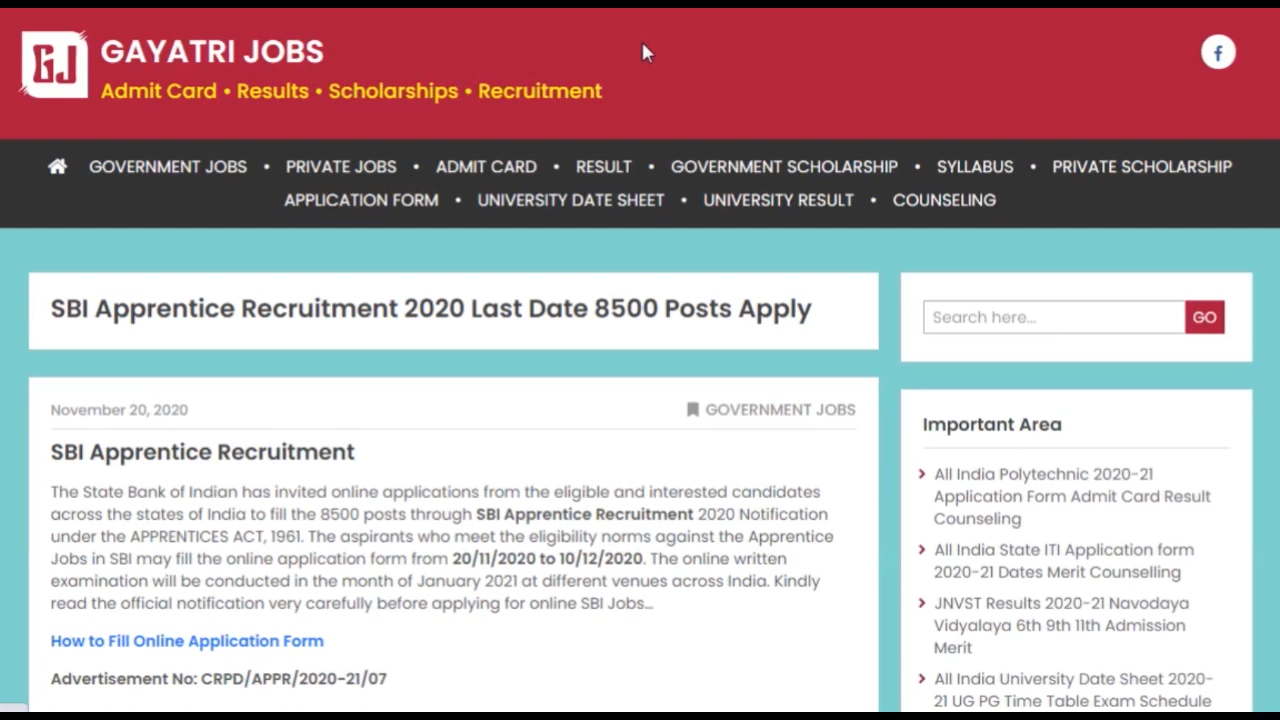 GJ
GAYATRI JOBS
Admit Card • Results • Scholarships • Recruitment
f
GOVERNMENT JOBS • PRIVATE JOBS • ADMIT CARD • RESULT • GOVERNMENT SCHOLARSHIP • SYLLABUS • PRIVATE SCHOLARSHIP
APPLICATION FORM • UNIVERSITY DATE SHEET • UNIVERSITY RESULT • COUNSELING
SBI Apprentice Recruitment 2020 Last Date 8500 Posts Apply
November 20, 2020
GOVERNMENT JOBS
SBI Apprentice Recruitment
The State Bank of Indian has invited online applications from the eligible and interested candidates
across the states of India to fill the 8500 posts through SBI Apprentice Recruitment 2020 Notification
under the APPRENTICES ACT, 1961. The aspirants who meet the eligibility norms against the Apprentice
Jobs in SBI may fill the online application form from 20/11/2020 to 10/12/2020. The online written
examination will be conducted in the month of January 2021 at different venues across India. Kindly
read the official notification very carefully before applying for online SBI Jobs...
How to Fill Online Application Form
Advertisement No: CRPD/APPR/2020-21/07
Search here...
GO
Important Area
All India Polytechnic 2020-21
Application Form Admit Card Result
Counseling
All India State ITI Application form
2020-21 Dates Merit Counselling
JNVST Results 2020-21 Navodaya
Vidyalaya 6th 9th 11th Admission
Merit
All India University Date Sheet 2020-
21 UG PG Time Table Exam Schedule